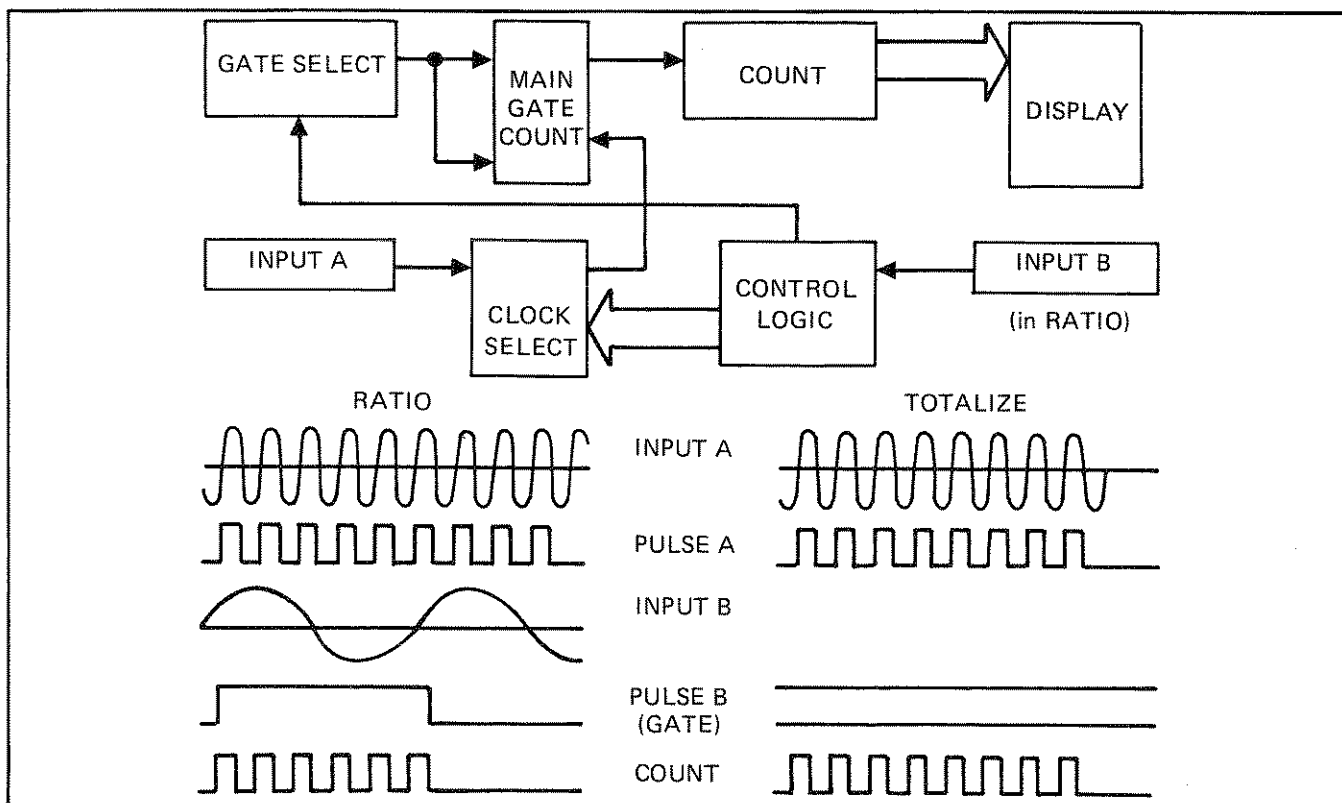 GATE SELECT
MAIN
GATE
COUNT
COUNT
DISPLAY
INPUT A
CLOCK
SELECT
CONTROL
LOGIC
INPUT B
(in RATIO)
RATIO
TOTALIZE
INPUT A
PULSE A
INPUT B
PULSE B
(GATE)
COUNT